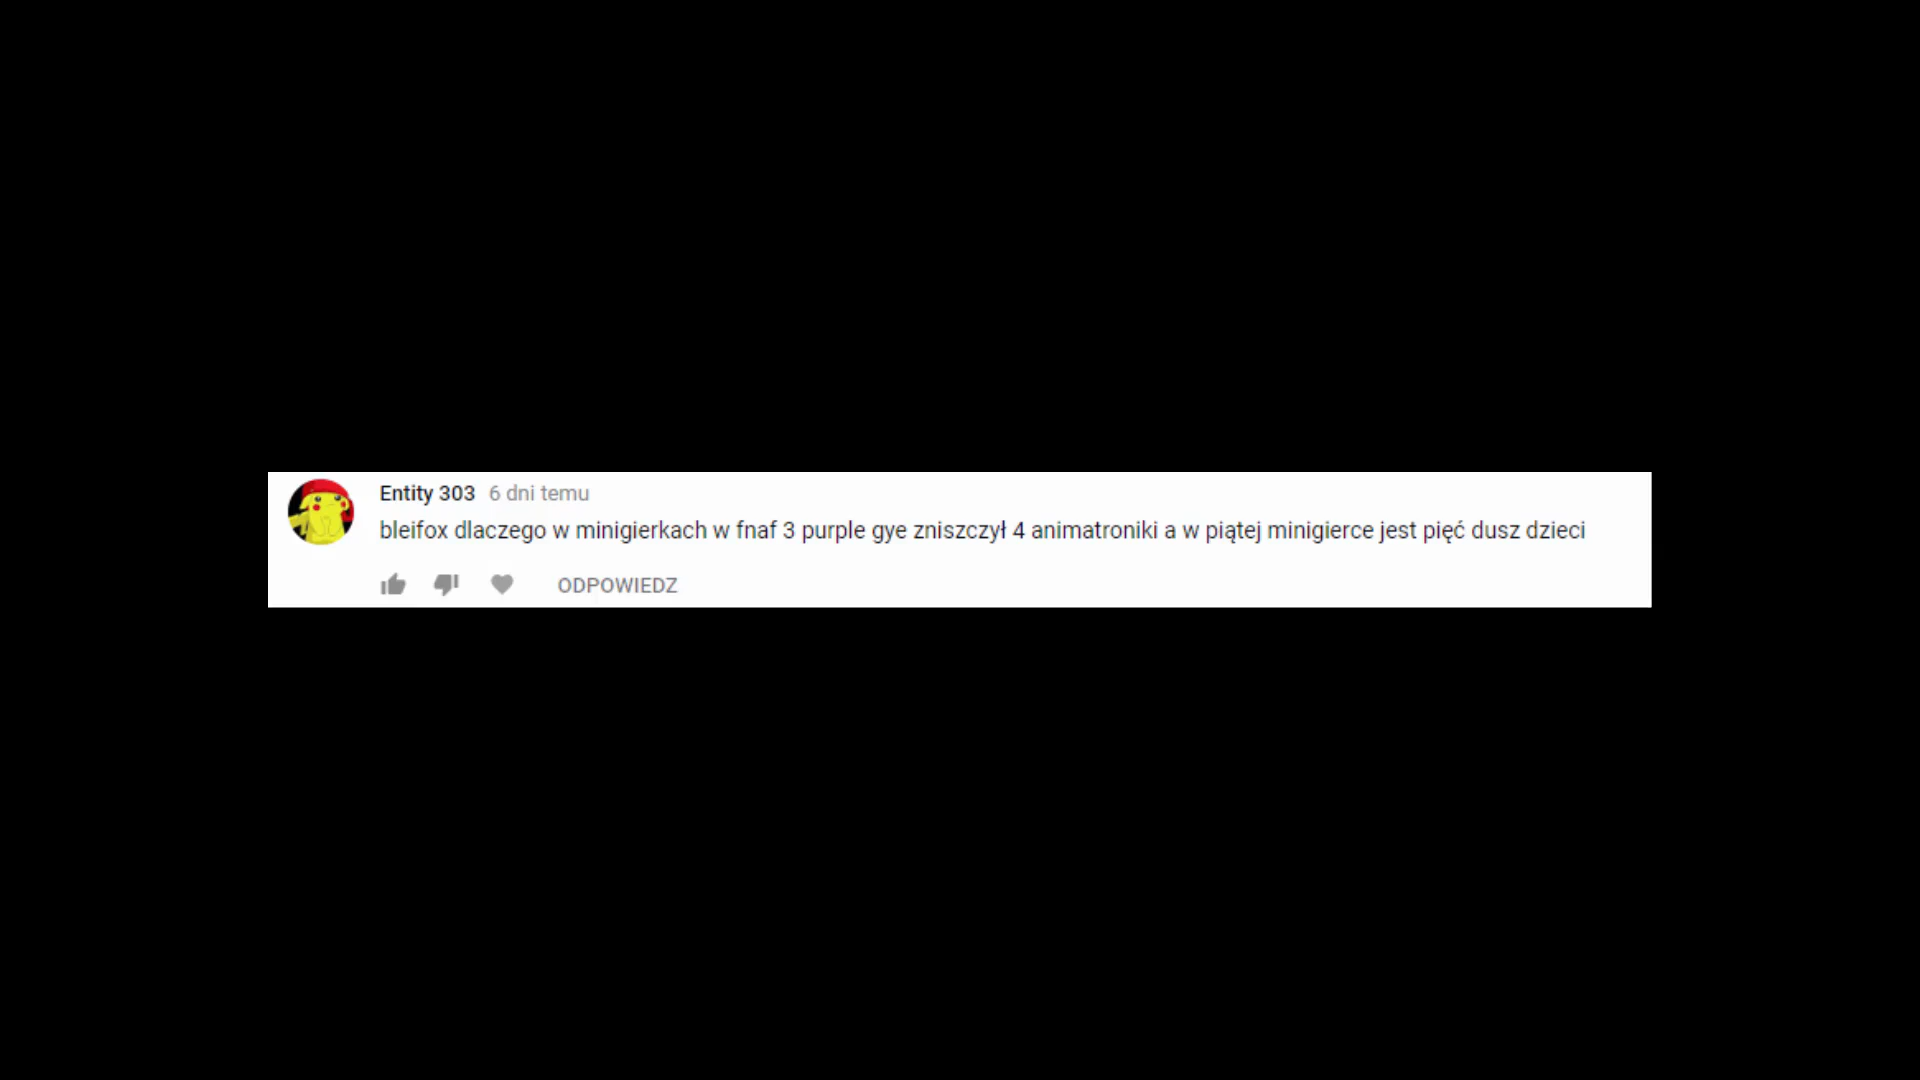 Entity 303 6 dni temu
bleifox dlaczego w minigierkach w fnaf 3 purple gye zniszczył 4 animatroniki a w piątej minigierce jest pięć dusz dzieci
ODPOWIEDZ